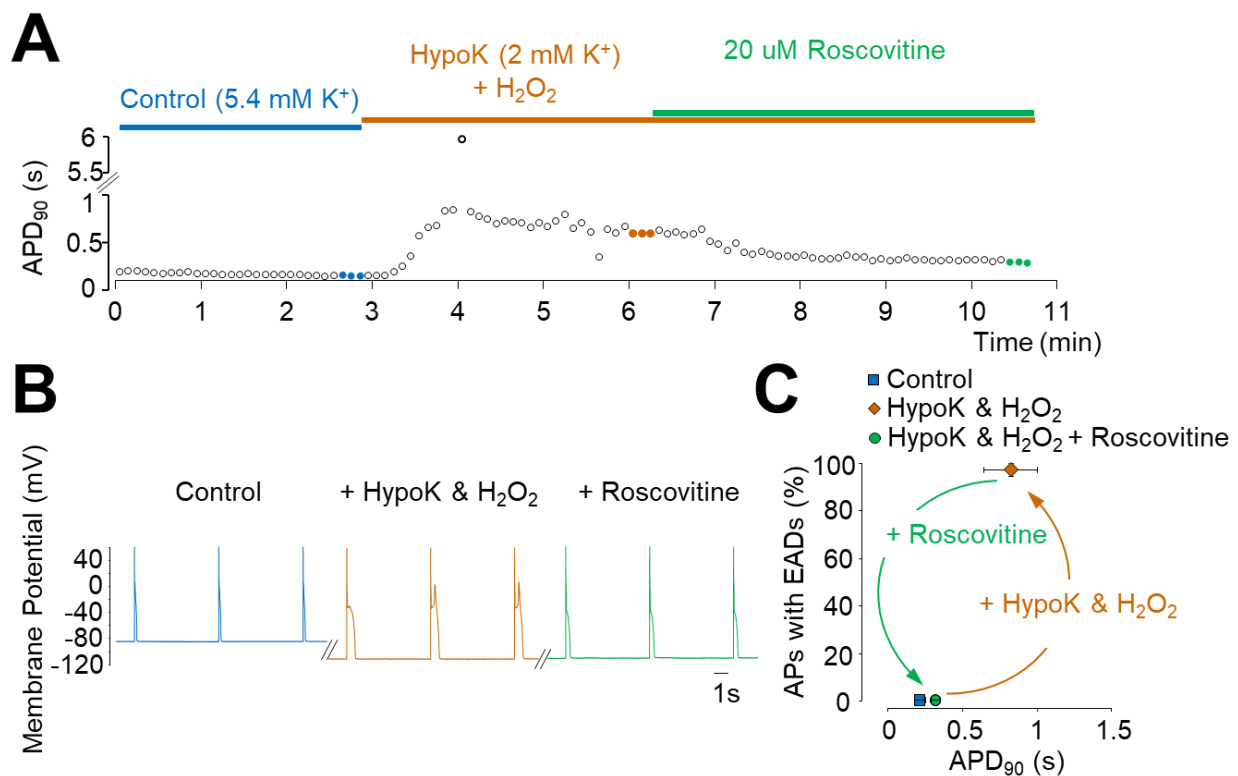 A
Control (5.4 mM K⁺)
HypoK (2 mM K⁺)
+ H₂O₂
20 uM Roscovitine
APD₉₀ (s)
6
5.5
1
0.5
0
0 1 2 3 4 5 6 7 8 9 10 11
Time (min)
B
Membrane Potential (mV)
Control
+ HypoK & H₂O₂
+ Roscovitine
40
0
-40
-80
-120
1s
C
Control
HypoK & H₂O₂
HypoK & H₂O₂ + Roscovitine
APs with EADs (%)
100
80
60
40
20
0
+ Roscovitine
+ HypoK & H₂O₂
0 0.5 1 1.5
APD₉₀ (s)